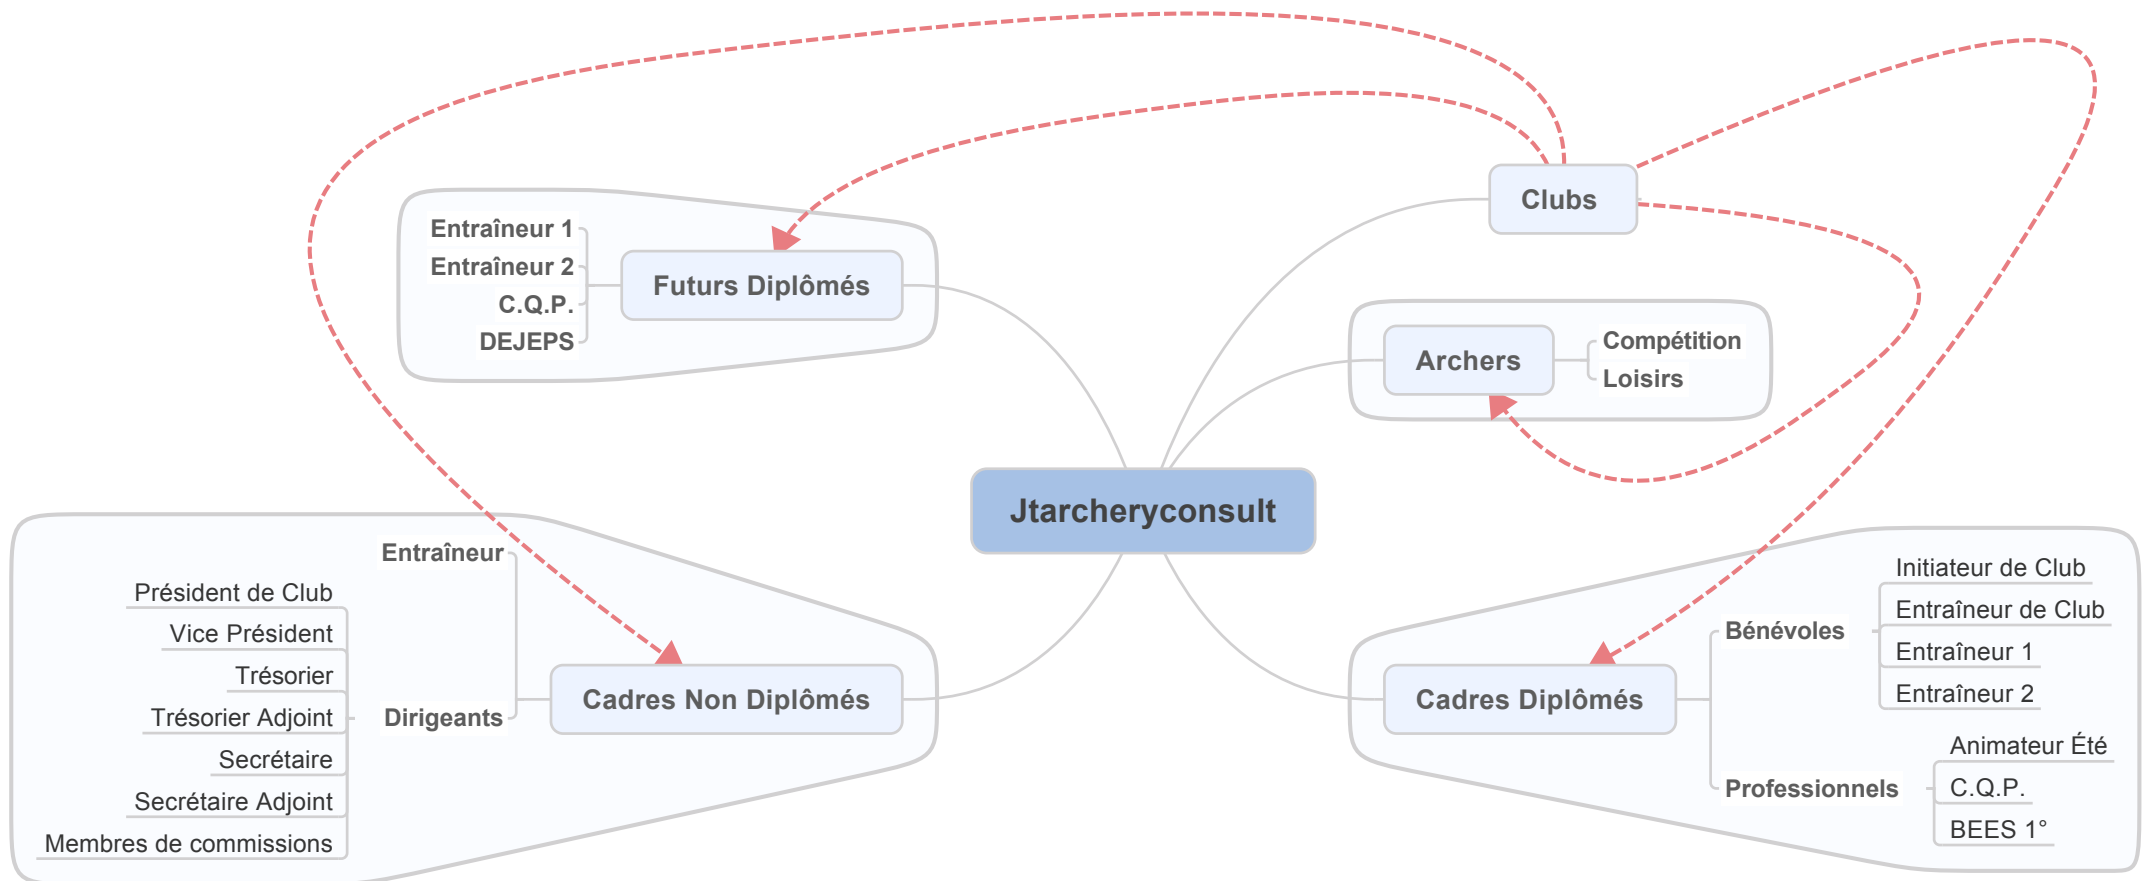 Clubs
Entraîneur 1
Entraîneur 2
C.Q.P.
DEJEPS
Futurs Diplômés
Archers
Compétition
Loisirs
Jtarcheryconsult
Entraîneur
Président de Club
Vice Président
Trésorier
Trésorier Adjoint
Secrétaire
Secrétaire Adjoint
Membres de commissions
Dirigeants
Cadres Non Diplômés
Cadres Diplômés
Bénévoles
Initiateur de Club
Entraîneur de Club
Entraîneur 1
Entraîneur 2
Professionnels
Animateur Été
C.Q.P.
BEES 1°